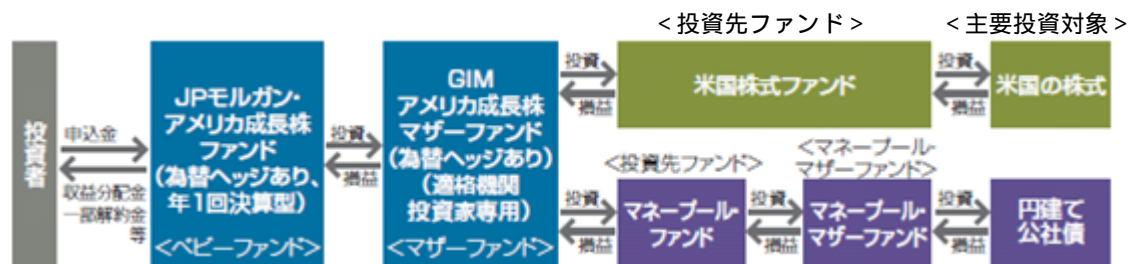 <投資先ファンド>
<主要投資対象>
投資者
申込金
収益分配金
一部解約金
等
JPモルガン・
アメリカ成長株
ファンド
(為替ヘッジあり、
年1回決算型)
<ベビーファンド>
投資
損益
GIM
アメリカ成長株
マザーファンド
(為替ヘッジあり)
(適格機関
投資家専用)
<マザーファンド>
投資
損益
米国株式ファンド
投資
損益
米国の株式
投資
損益
<投資先ファンド>
マネープール・
ファンド
投資
損益
<マネープール・
マザーファンド>
マネープール・
マザーファンド
投資
損益
円建て
公社債